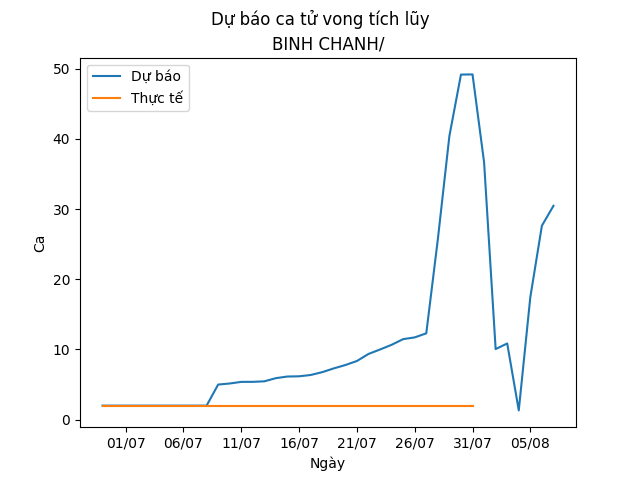 Dự báo ca tử vong tích lũy
BINH CHANH/
Dự báo
Thực tế
50
40
30
20
10
0
Ca
01/07 06/07 11/07 16/07 21/07 26/07 31/07 05/08
Ngày